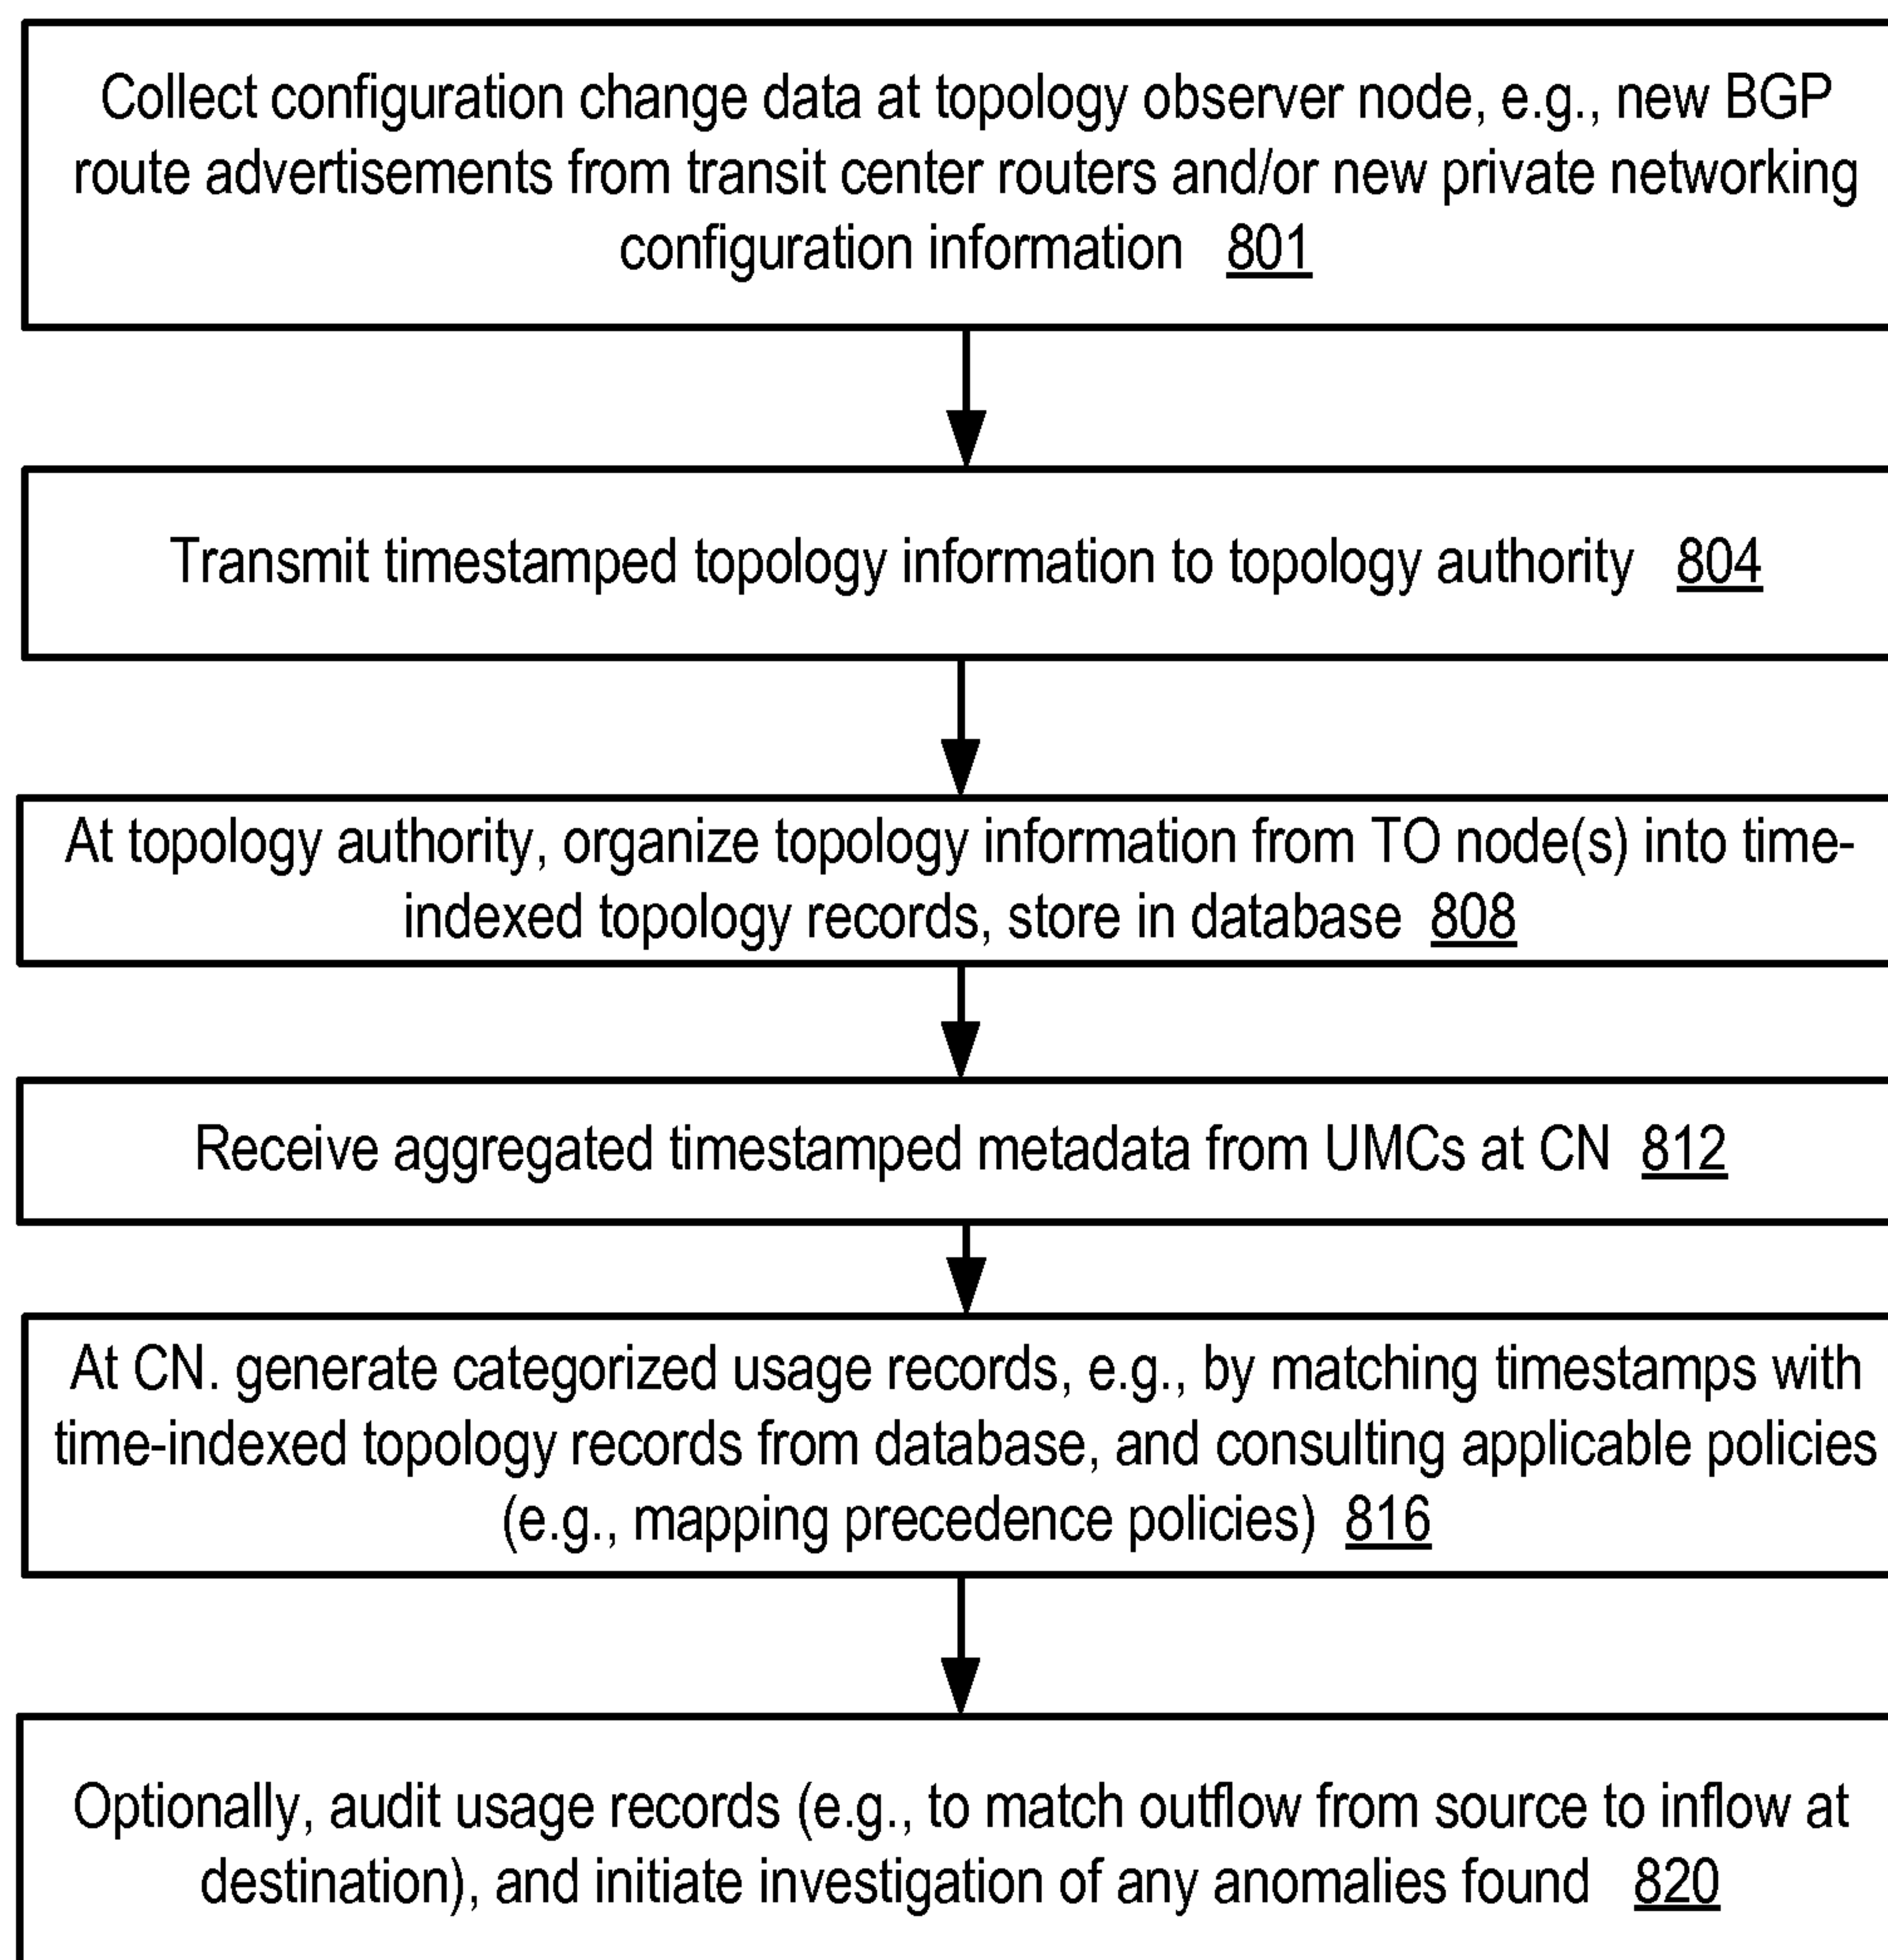 Collect configuration change data at topology observer node, e.g., new BGP
route advertisements from transit center routers and/or new private networking
configuration information 801
Transmit timestamped topology information to topology authority 804
At topology authority, organize topology information from TO node(s) into time-
indexed topology records, store in database 808
Receive aggregated timestamped metadata from UMCs at CN 812
At CN. generate categorized usage records, e.g., by matching timestamps with
time-indexed topology records from database, and consulting applicable policies
(e.g., mapping precedence policies) 816
Optionally, audit usage records (e.g., to match outflow from source to inflow at
destination), and initiate investigation of any anomalies found 820